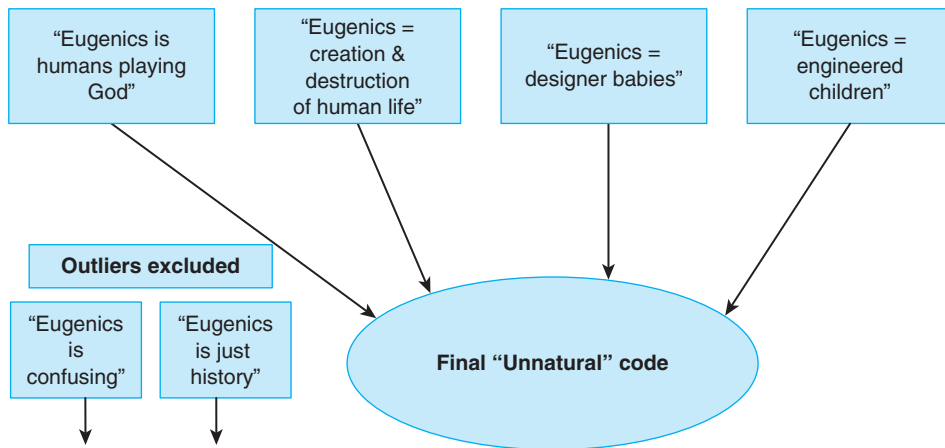 “Eugenics is
humans playing
God”
“Eugenics =
creation &
destruction
of human life”
“Eugenics =
designer babies”
“Eugenics =
engineered
children”
Outliers excluded
“Eugenics
is
confusing”
“Eugenics
is just
history”
Final “Unnatural” code